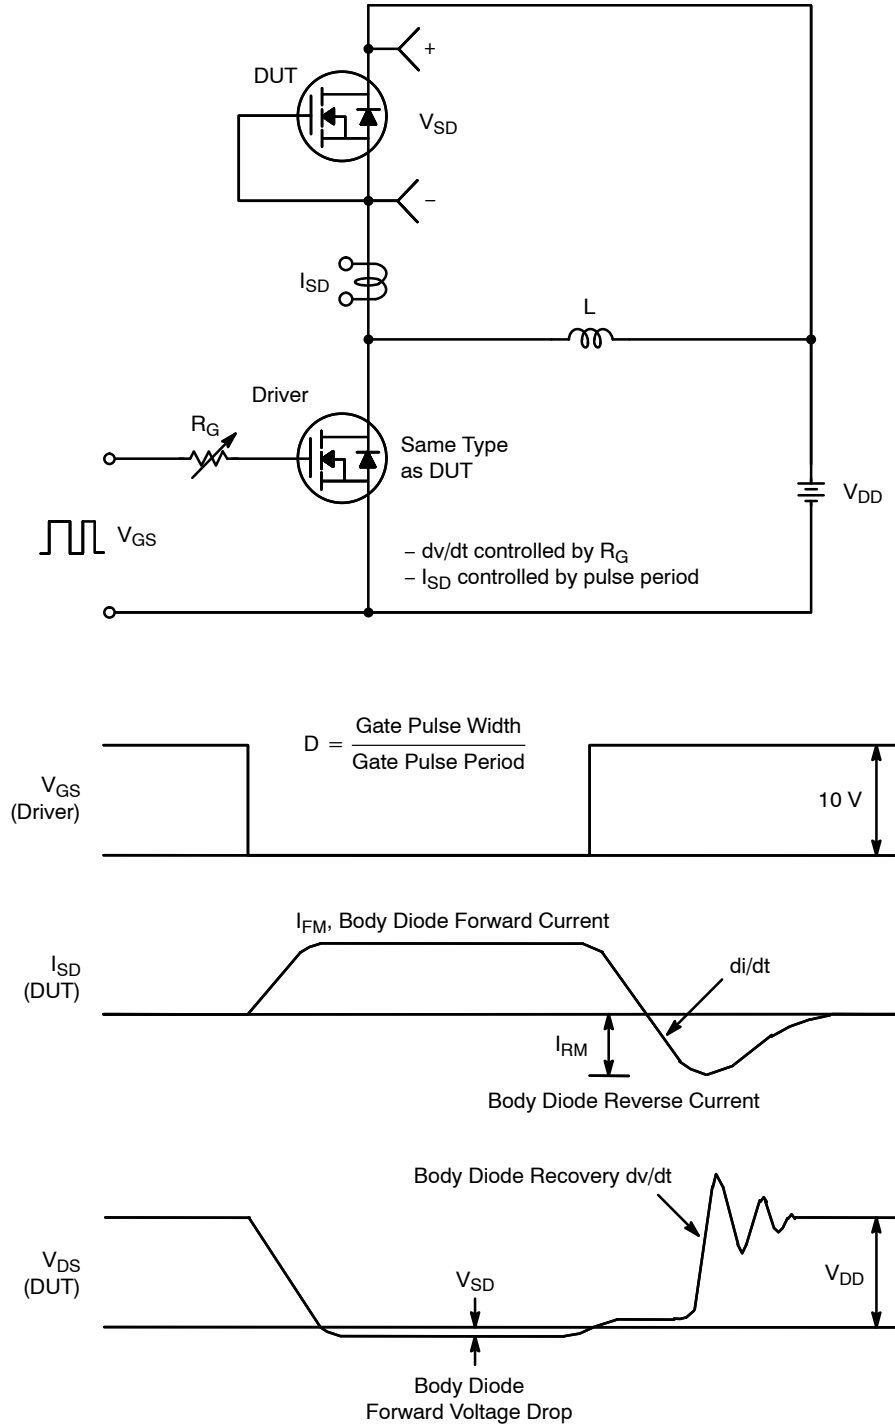 +
DUT
V_SD
−
I_SD
L
Driver
R_G
Same Type
as DUT
V_DD
V_GS
− dv/dt controlled by R_G
− I_SD controlled by pulse period
D = Gate Pulse Width
Gate Pulse Period
V_GS
(Driver)
10 V
I_FM, Body Diode Forward Current
I_SD
(DUT)
di/dt
I_RM
Body Diode Reverse Current
Body Diode Recovery dv/dt
V_DS
(DUT)
V_SD
V_DD
Body Diode
Forward Voltage Drop